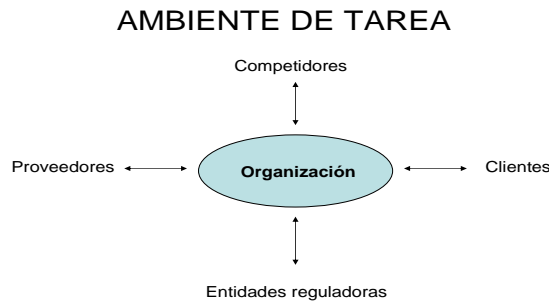 AMBIENTE DE TAREA
Competidores
Proveedores
Organización
Clientes
Entidades reguladoras